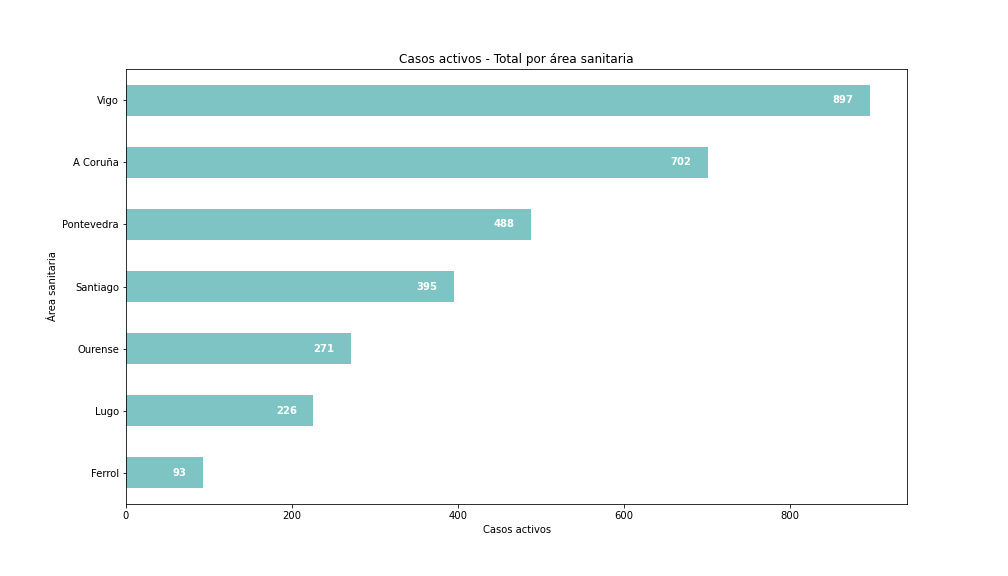 Casos activos - Total por área sanitaria
Vigo
897
A Coruña
702
Pontevedra
488
Santiago
395
Ourense
271
Lugo
226
Ferrol
93
Área sanitaria
0
200
400
600
800
Casos activos